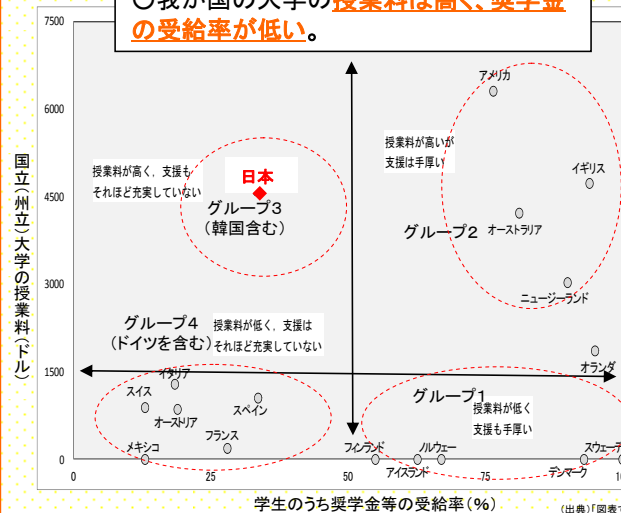 〇我が国の大学の授業料は高く、奨学金
の受給率が低い。
7500
6000
4500
3000
1500
0
国立(州立)大学の授業料(ドル)
アメリカ
授業料が高いが
支援は手厚い
イギリス
授業料が高く、支援も
それほど充実していない
日本
グループ3
(韓国含む)
グループ2
オーストラリア
ニュージーランド
グループ4
(ドイツを含む)
授業料が低く、支援は
それほど充実していない
オランダ
イタリア
スイス
オーストリア
スペイン
フランス
メキシコ
グループ1
授業料が低く
支援も手厚い
フィンランド
ノルウェー
アイスランド
デンマーク
スウェーデ
0
25
50
75
10
学生のうち奨学金等の受給率(%)
(出典)「図表で